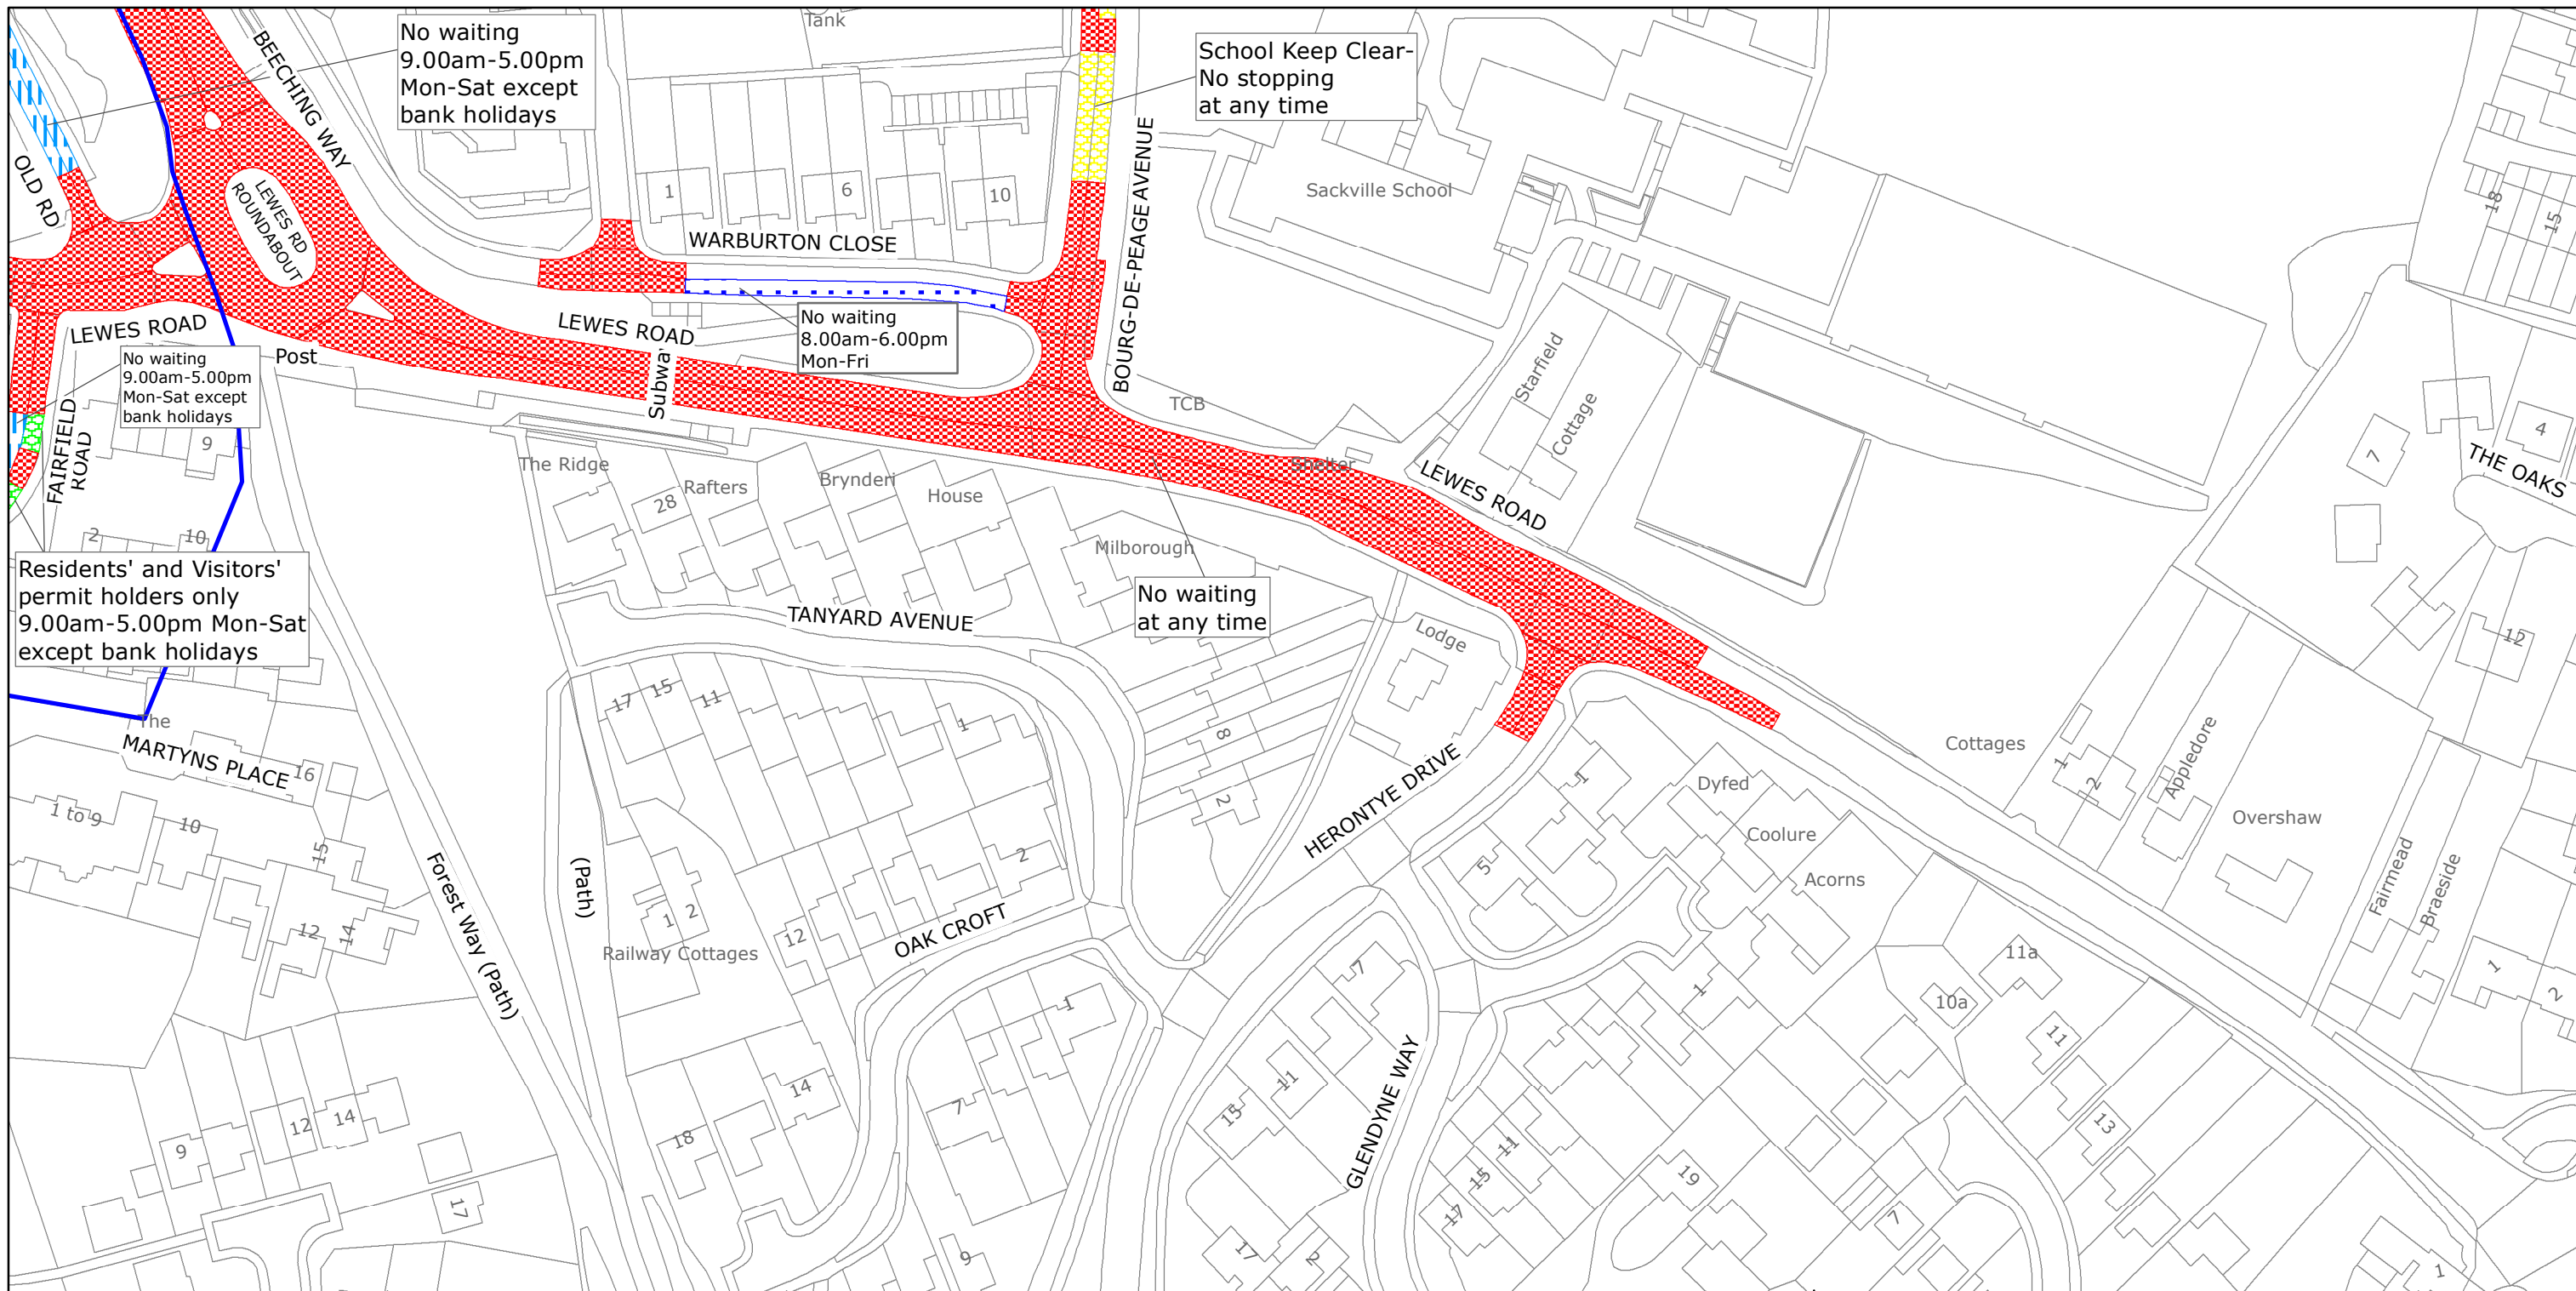 Tank
No waiting
9.00am-5.00pm
Mon-Sat except
bank holidays
School Keep Clear-
No stopping
at any time
BEECHING WAY
OLD RD
LEWES RD
ROUNDABOUT
1
6
10
WARBURTON CLOSE
BOURG-DE-PEAGE AVENUE
Sackville School
18
15
LEWES ROAD
Post
LEWES ROAD
Subway
No waiting
8.00am-6.00pm
Mon-Fri
No waiting
9.00am-5.00pm
Mon-Sat except
bank holidays
FAIRFIELD
ROAD
9
TCB
Starfield
Cottage
Shelter
LEWES ROAD
7
4
THE OAKS
12
The Ridge
28
Rafters
Brynderi
House
Milborough
2
10
Residents' and Visitors'
permit holders only
9.00am-5.00pm Mon-Sat
except bank holidays
TANYARD AVENUE
No waiting
at any time
Lodge
The
MARTYNS PLACE
16
1 to 9
10
15
12
14
17
15
11
1
8
2
HERONTYE DRIVE
1
5
Dyfed
Coolure
Acorns
Cottages
1
2
Appledore
Overshaw
Fairmead
Braeside
1
2
Forest Way (Path)
(Path)
1
2
Railway Cottages
12
2
OAK CROFT
1
7
14
18
9
12
14
17
9
7
11
15
17
2
GLENDYNE WAY
1
11
15
17
19
10a
11a
11
13
7
1